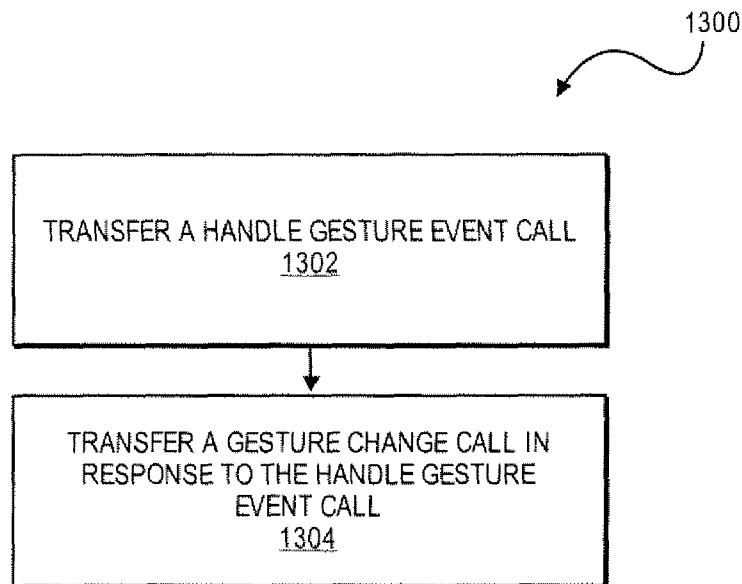 1300
TRANSFER A HANDLE GESTURE EVENT CALL
1302
TRANSFER A GESTURE CHANGE CALL IN
RESPONSE TO THE HANDLE GESTURE
EVENT CALL
1304